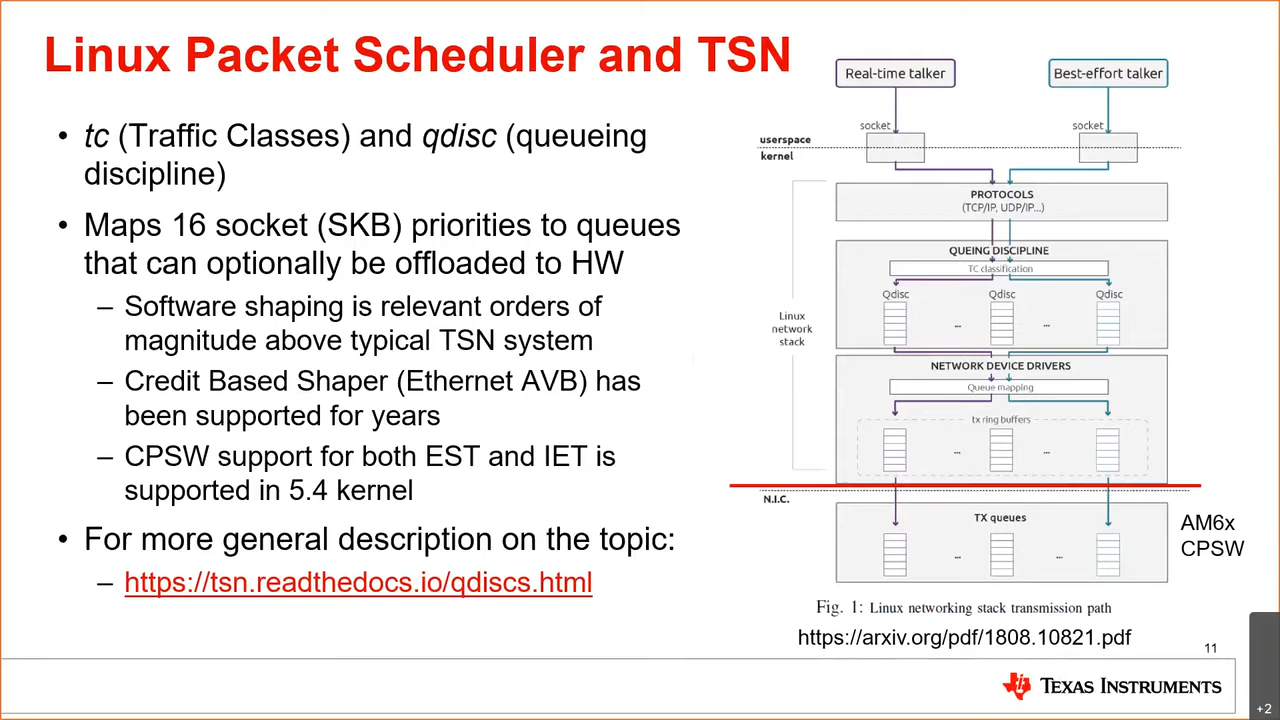 Linux Packet Scheduler and TSN
• tc (Traffic Classes) and qdisc (queueing
discipline)
• Maps 16 socket (SKB) priorities to queues
that can optionally be offloaded to HW
– Software shaping is relevant orders of
magnitude above typical TSN system
– Credit Based Shaper (Ethernet AVB) has
been supported for years
– CPSW support for both EST and IET is
supported in 5.4 kernel
• For more general description on the topic:
– https://tsn.readthedocs.io/qdiscs.html
Real-time talker
Best-effort talker
socket
socket
userspace
kernel
PROTOCOLS
(TCP/IP, UDP/IP...)
QUEING DISCIPLINE
TC classification
Qdisc
Qdisc
Qdisc
...
...
Linux
network
stack
NETWORK DEVICE DRIVERS
Queue mapping
tx ring buffers
...
...
N.I.C.
TX queues
...
...
AM6x
CPSW
Fig. 1: Linux networking stack transmission path
https://arxiv.org/pdf/1808.10821.pdf
11
TEXAS INSTRUMENTS
+2